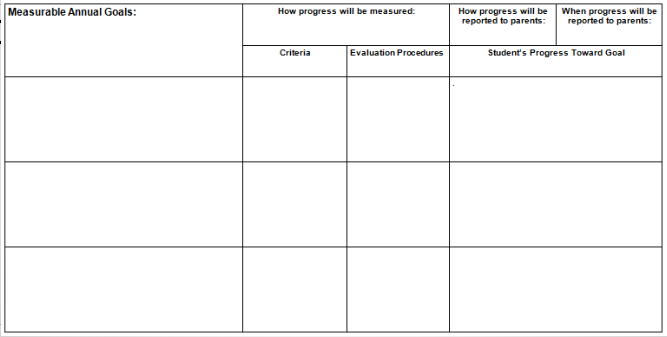 Measurable Annual Goals:
How progress will be measured:
How progress will be
reported to parents:
When progress will be
reported to parents:
Criteria
Evaluation Procedures
Student's Progress Toward Goal
.